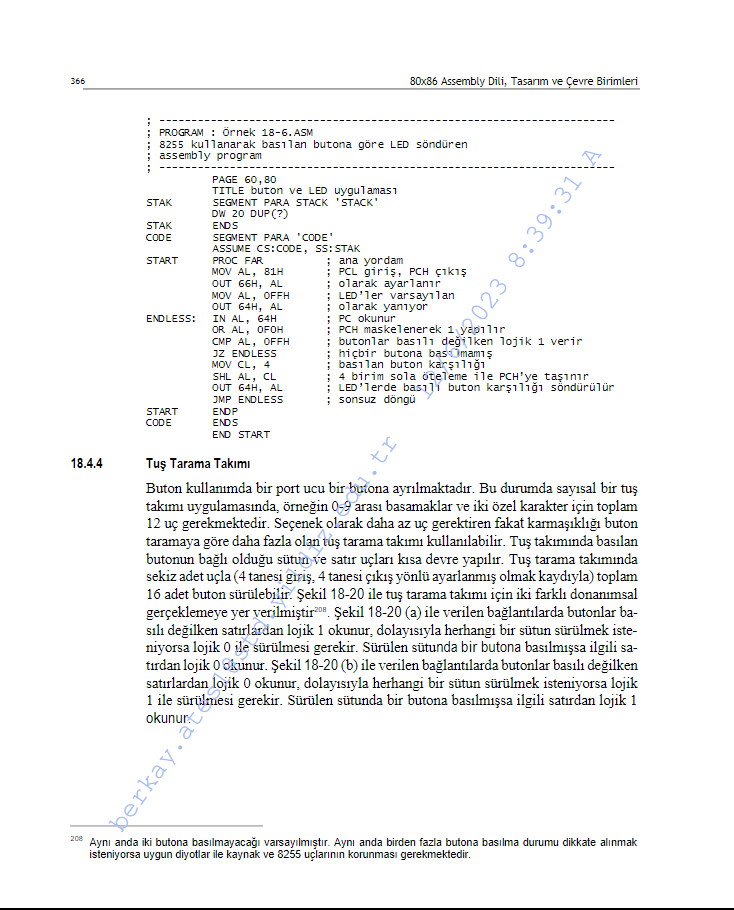 366
80x86 Assembly Dili, Tasarım ve Çevre Birimleri
; --------------------------------------------------------------------
; PROGRAM : Örnek 18-6.ASM
; 8255 kullanarak basılan butona göre LED söndüren
; assembly program
; --------------------------------------------------------------------
PAGE 60,80
TITLE buton ve LED uygulaması
STAK SEGMENT PARA STACK 'STACK'
DW 20 DUP(?)
STAK ENDS
CODE SEGMENT PARA 'CODE'
ASSUME CS:CODE, SS:STAK
START PROC FAR ; ana yordam
MOV AL, 81H ; PCL giriş, PCH çıkış
OUT 66H, AL ; olarak ayarlanır
MOV AL, 0FFH ; LED’ler varsayılan
OUT 64H, AL ; olarak yanıyor
ENDLESS: IN AL, 64H ; PC okunur
OR AL, 0F0H ; PCH maskelenerek 1 yapılır
CMP AL, 0FFH ; butonlar basılı değilken lojik 1 verir
JZ ENDLESS ; hiçbir butona basılmamış
MOV CL, 4 ; basılan buton karşılığı
SHL AL, CL ; 4 birim sola öteleme ile PCH’ye taşınır
OUT 64H, AL ; LED’lerde basılı buton karşılığı söndürülür
JMP ENDLESS ; sonsuz döngü
START ENDP
CODE ENDS
END START
18.4.4 Tuş Tarama Takımı
Buton kullanımda bir port ucu bir butona ayrılmaktadır. Bu durumda sayısal bir tuş
takımı uygulamasında, örneğin 0-9 arası basamaklar ve iki özel karakter için toplam
12 uç gerekmektedir. Seçenek olarak daha az uç gerektiren fakat karmaşıklığı buton
taramaya göre daha fazla olan tuş tarama takımı kullanılabilir. Tuş takımında basılan
butonun bağlı olduğu sütun ve satır uçları kısa devre yapılır. Tuş tarama takımında
sekiz adet uçla (4 tanesi giriş, 4 tanesi çıkış yönlü ayarlanmış olmak kaydıyla) toplam
16 adet buton sürülebilir. Şekil 18-20 ile tuş tarama takımı için iki farklı donanımsal
gerçeklemeye yer verilmiştir208. Şekil 18-20 (a) ile verilen bağlantılarda butonlar ba-
sılı değilken satırlardan lojik 1 okunur, dolayısıyla herhangi bir sütun sürülmek iste-
niyorsa lojik 0 ile sürülmesi gerekir. Sürülen sütunda bir butona basılmışsa ilgili sa-
tırdan lojik 0 okunur. Şekil 18-20 (b) ile verilen bağlantılarda butonlar basılı değilken
satırlardan lojik 0 okunur, dolayısıyla herhangi bir sütun sürülmek isteniyorsa lojik
1 ile sürülmesi gerekir. Sürülen sütunda bir butona basılmışsa ilgili satırdan lojik 1
okunur.
208 Aynı anda iki butona basılmayacağı varsayılmıştır. Aynı anda birden fazla butona basılma durumu dikkate alınmak
isteniyorsa uygun diyotlar ile kaynak ve 8255 uçlarının korunması gerekmektedir.